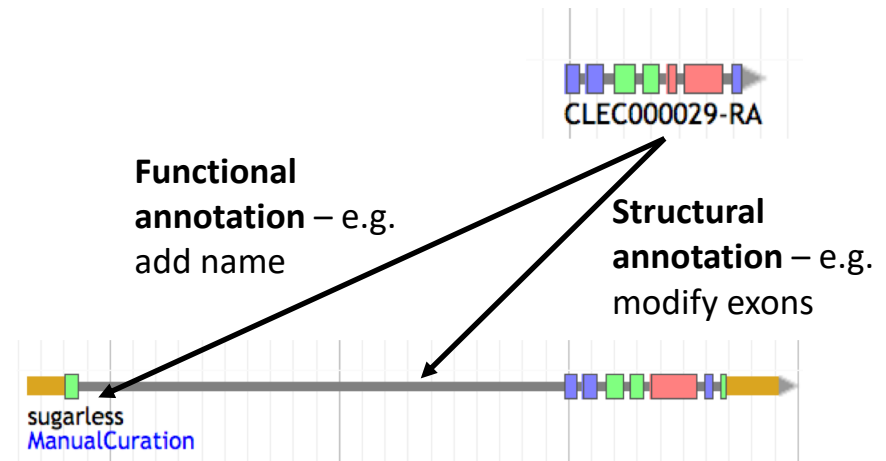 CLEC000029-RA
Functional
annotation – e.g.
add name
Structural
annotation – e.g.
modify exons
sugarless
ManualCuration